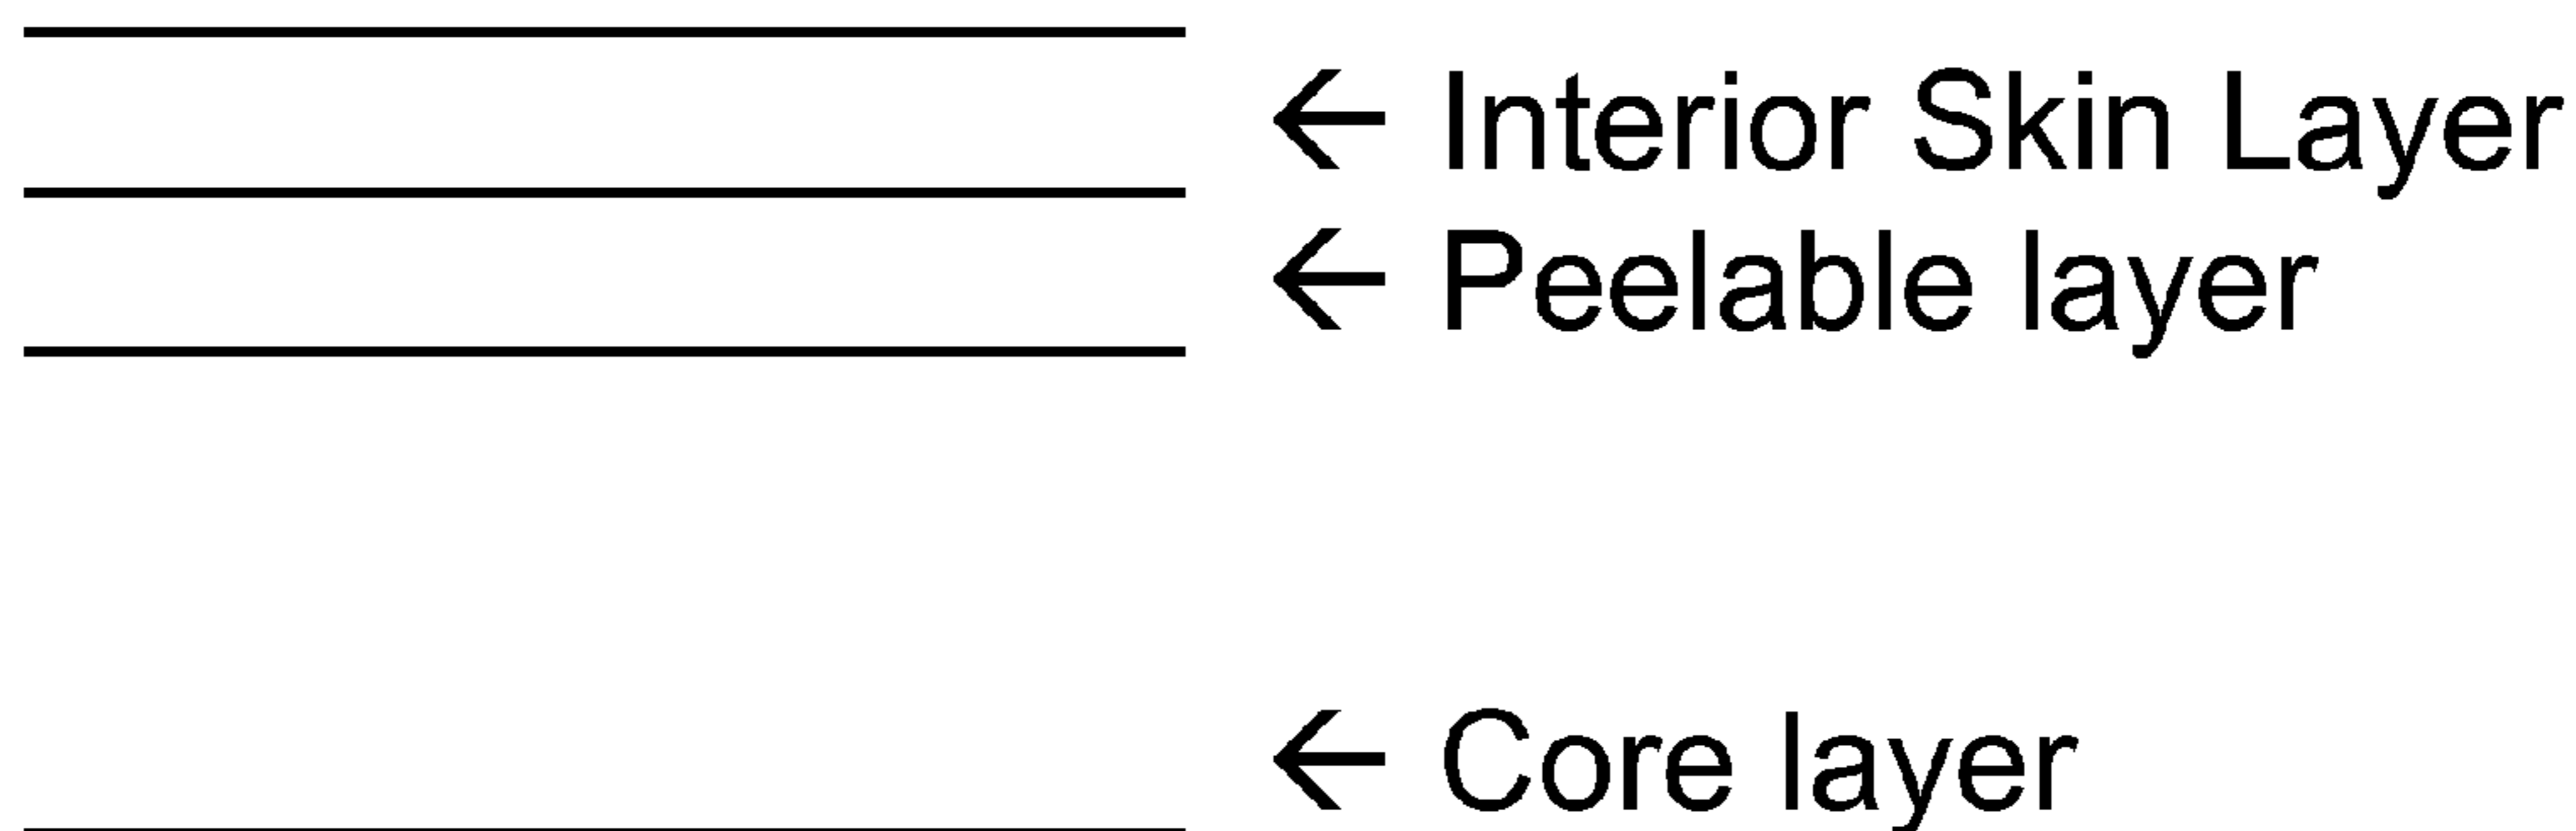 ← Interior Skin Layer
← Peelable layer
← Core layer